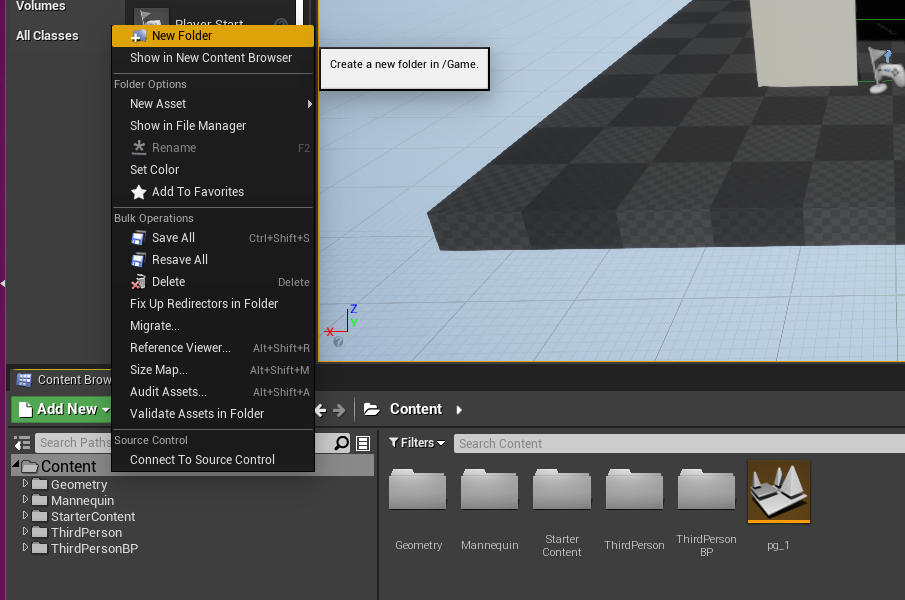 Volumes
Player Start
All Classes
New Folder
Show in New Content Browser
Create a new folder in /Game.
Folder Options
New Asset
Show in File Manager
Rename F2
Set Color
Add To Favorites
Bulk Operations
Save All Ctrl+Shift+S
Resave All
Delete Delete
Fix Up Redirectors in Folder
Migrate...
Reference Viewer... Alt+Shift+R
Size Map... Alt+Shift+M
Audit Assets... Alt+Shift+A
Validate Assets in Folder
Source Control
Connect To Source Control
Z
Y
X
Content Brow
Add New
Content
Search Paths
Filters
Search Content
Content
Geometry
Mannequin
StarterContent
ThirdPerson
ThirdPersonBP
Geometry
Mannequin
Starter
Content
ThirdPerson
ThirdPerson
BP
pg_1